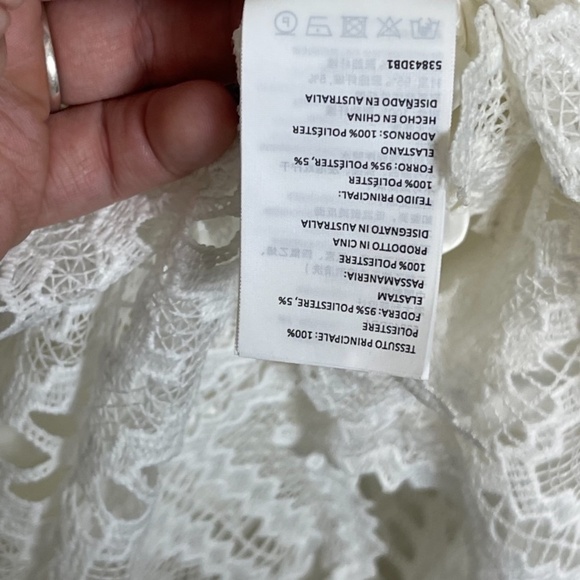 TESSUTO PRINCIPALE: 100%
POLIESTERE
FODERA: 95% POLIESTERE, 5%
ELASTAM
PASSAMANERIA:
100% POLIESTERE
PRODOTTO IN CINA
DISEGNATO IN AUSTRALIA
TEJIDO PRINCIPAL:
100% POLIÉSTER
FORRO: 95% POLIÉSTER, 5%
ELASTANO
ADORNOS: 100% POLIÉSTER
HECHO EN CHINA
DISEÑADO EN AUSTRALIA
53843DB1